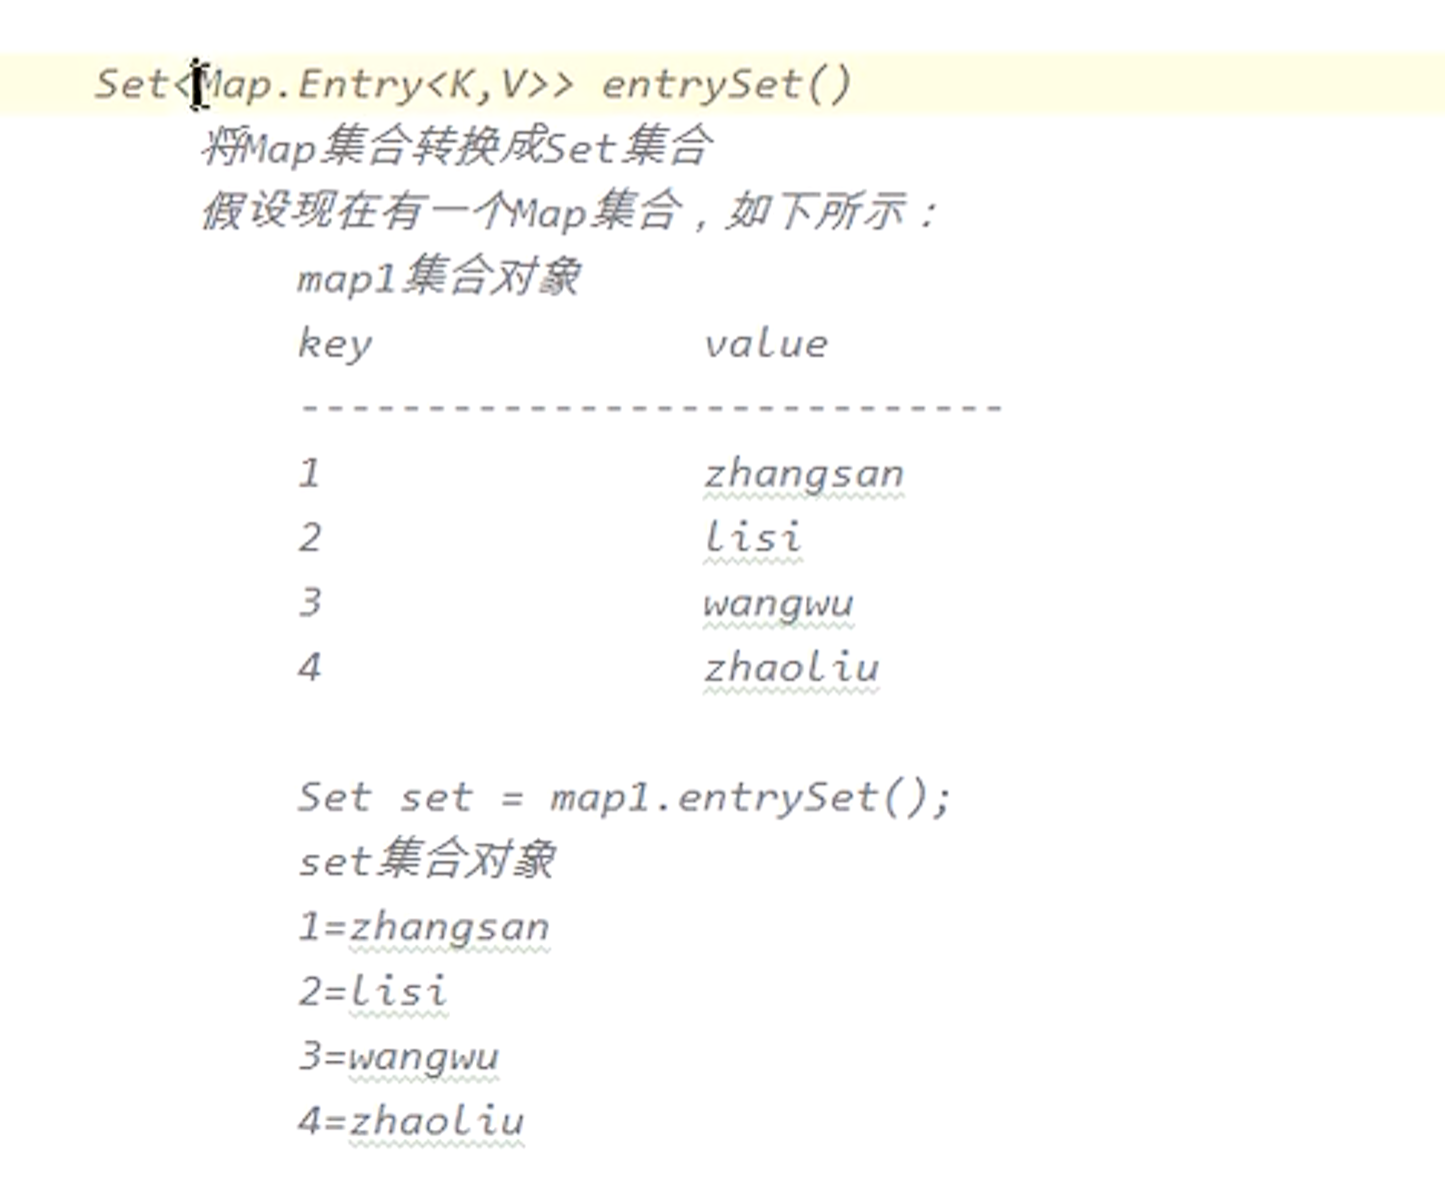 Set<Map.Entry<K,V>> entrySet()
将Map集合转换成Set集合
假设现在有一个Map集合，如下所示：
map1集合对象
key value
----------------------------
1 zhangsan
2 lisi
3 wangwu
4 zhaoliu
Set set = map1.entrySet();
set集合对象
1=zhangsan
2=lisi
3=wangwu
4=zhaoliu